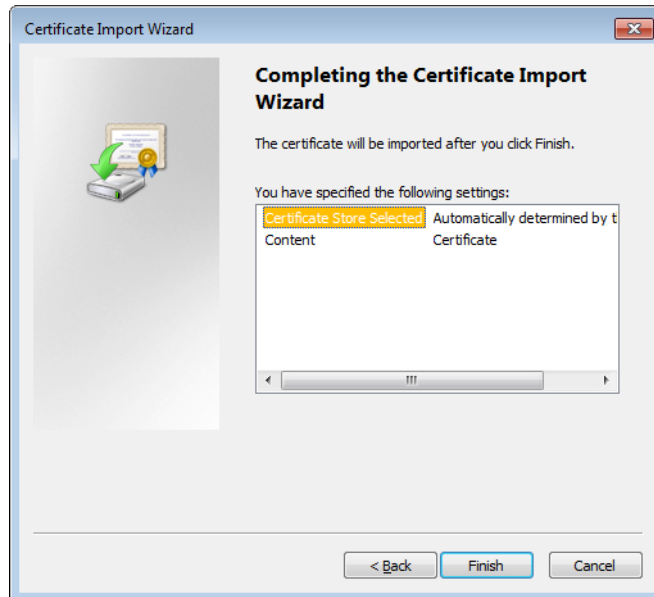 Certificate Import Wizard
Completing the Certificate Import
Wizard
The certificate will be imported after you click Finish.
You have specified the following settings:
Certificate Store Selected Automatically determined by t
Content Certificate
< Back Finish Cancel